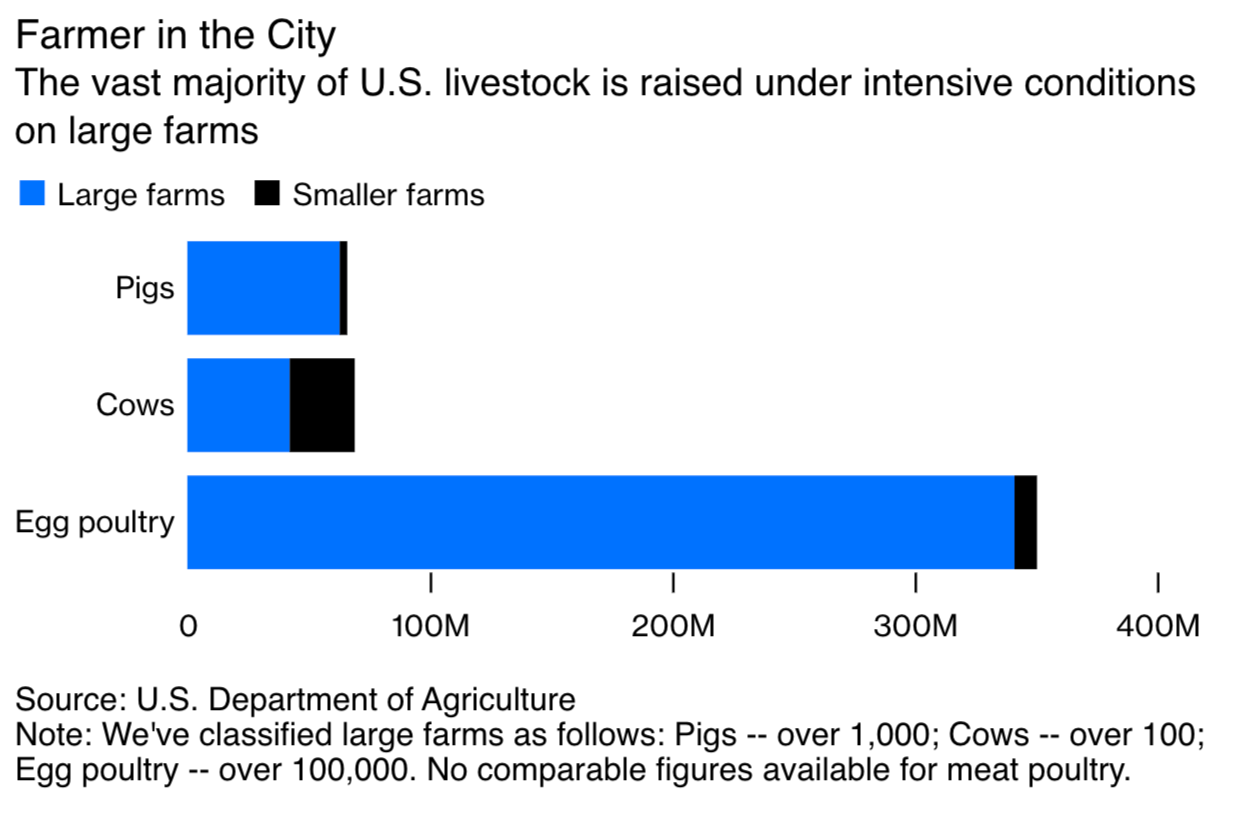 Farmer in the City
The vast majority of U.S. livestock is raised under intensive conditions
on large farms
Large farms Smaller farms
Pigs
Cows
Egg poultry
0 100M 200M 300M 400M
Source: U.S. Department of Agriculture
Note: We've classified large farms as follows: Pigs -- over 1,000; Cows -- over 100;
Egg poultry -- over 100,000. No comparable figures available for meat poultry.